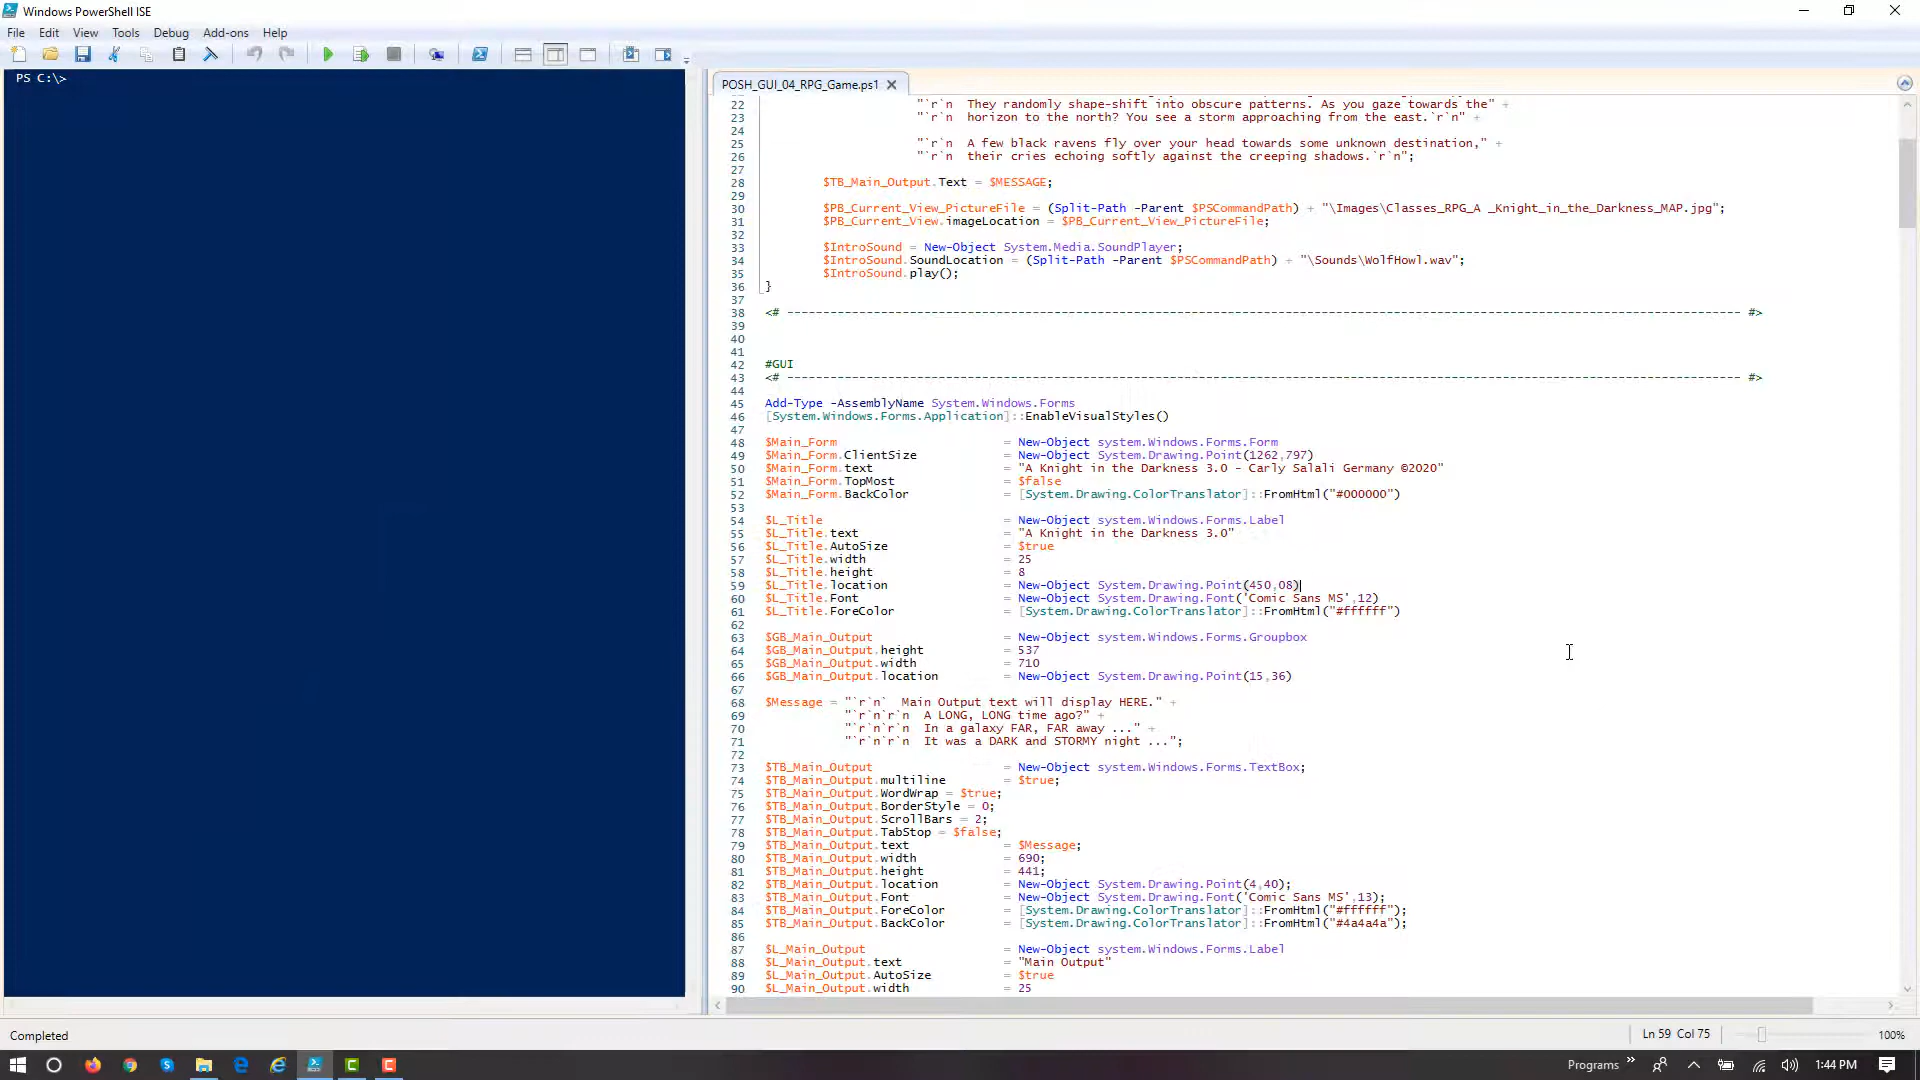 Windows PowerShell ISE
File Edit View Tools Debug Add-ons Help
PS C:\>
POSH_GUI_04_RPG_Game.ps1
22 "`r`n  They randomly shape-shift into obscure patterns. As you gaze towards the" +
23 "`r`n  horizon to the north? You see a storm approaching from the east.`r`n" +
24
25 "`r`n  A few black ravens fly over your head towards some unknown destination," +
26 "`r`n  their cries echoing softly against the creeping shadows.`r`n";
27
28 $TB_Main_Output.Text = $MESSAGE;
29
30 $PB_Current_View_PictureFile = (Split-Path -Parent $PSCommandPath) + "\Images\Classes_RPG_A _Knight_in_the_Darkness_MAP.jpg";
31 $PB_Current_View.imageLocation = $PB_Current_View_PictureFile;
32
33 $IntroSound = New-Object System.Media.SoundPlayer;
34 $IntroSound.SoundLocation = (Split-Path -Parent $PSCommandPath) + "\Sounds\WolfHowl.wav";
35 $IntroSound.play();
36 }
37
38 <# ------------------------------------------------------------------------------------------------------------------------------------ #>
39
40
41
42 #GUI
43 <# ------------------------------------------------------------------------------------------------------------------------------------ #>
44
45 Add-Type -AssemblyName System.Windows.Forms
46 [System.Windows.Forms.Application]::EnableVisualStyles()
47
48 $Main_Form = New-Object system.Windows.Forms.Form
49 $Main_Form.ClientSize = New-Object System.Drawing.Point(1262,797)
50 $Main_Form.text = "A Knight in the Darkness 3.0 - Carly Salali Germany ©2020"
51 $Main_Form.TopMost = $false
52 $Main_Form.BackColor = [System.Drawing.ColorTranslator]::FromHtml("#000000")
53
54 $L_Title = New-Object system.Windows.Forms.Label
55 $L_Title.text = "A Knight in the Darkness 3.0"
56 $L_Title.AutoSize = $true
57 $L_Title.width = 25
58 $L_Title.height = 8
59 $L_Title.location = New-Object System.Drawing.Point(450,08)
60 $L_Title.Font = New-Object System.Drawing.Font('Comic Sans MS',12)
61 $L_Title.ForeColor = [System.Drawing.ColorTranslator]::FromHtml("#ffffff")
62
63 $GB_Main_Output = New-Object system.Windows.Forms.Groupbox
64 $GB_Main_Output.height = 537
65 $GB_Main_Output.width = 710
66 $GB_Main_Output.location = New-Object System.Drawing.Point(15,36)
67
68 $Message = "`r`n`  Main Output text will display HERE." +
69 "`r`n`r`n  A LONG, LONG time ago?" +
70 "`r`n`r`n  In a galaxy FAR, FAR away ..." +
71 "`r`n`r`n  It was a DARK and STORMY night ...";
72
73 $TB_Main_Output = New-Object system.Windows.Forms.TextBox;
74 $TB_Main_Output.multiline = $true;
75 $TB_Main_Output.WordWrap = $true;
76 $TB_Main_Output.BorderStyle = 0;
77 $TB_Main_Output.ScrollBars = 2;
78 $TB_Main_Output.TabStop = $false;
79 $TB_Main_Output.text = $Message;
80 $TB_Main_Output.width = 690;
81 $TB_Main_Output.height = 441;
82 $TB_Main_Output.location = New-Object System.Drawing.Point(4,40);
83 $TB_Main_Output.Font = New-Object System.Drawing.Font('Comic Sans MS',13);
84 $TB_Main_Output.ForeColor = [System.Drawing.ColorTranslator]::FromHtml("#ffffff");
85 $TB_Main_Output.BackColor = [System.Drawing.ColorTranslator]::FromHtml("#4a4a4a");
86
87 $L_Main_Output = New-Object system.Windows.Forms.Label
88 $L_Main_Output.text = "Main Output"
89 $L_Main_Output.AutoSize = $true
90 $L_Main_Output.width = 25
Completed
Ln 59 Col 75
100%
Programs
1:44 PM